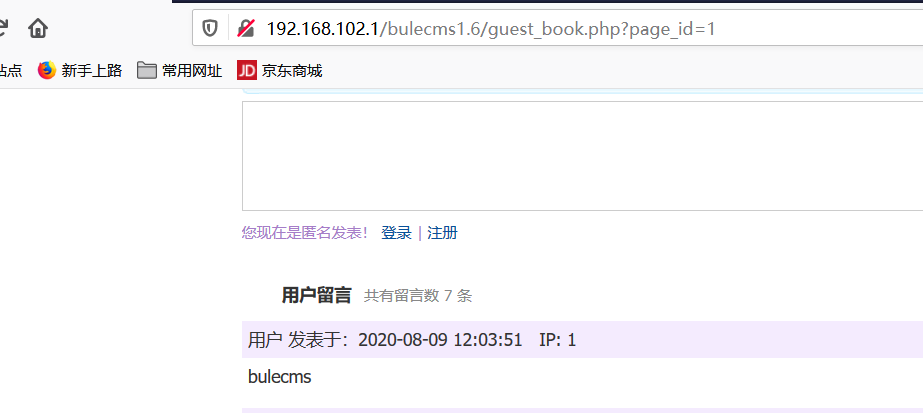 192.168.102.1/bulecms1.6/guest_book.php?page_id=1
站点 新手上路 常用网址 JD 京东商城
您现在是匿名发表! 登录 | 注册
用户留言 共有留言数 7 条
用户 发表于：2020-08-09 12:03:51 IP: 1
bulecms